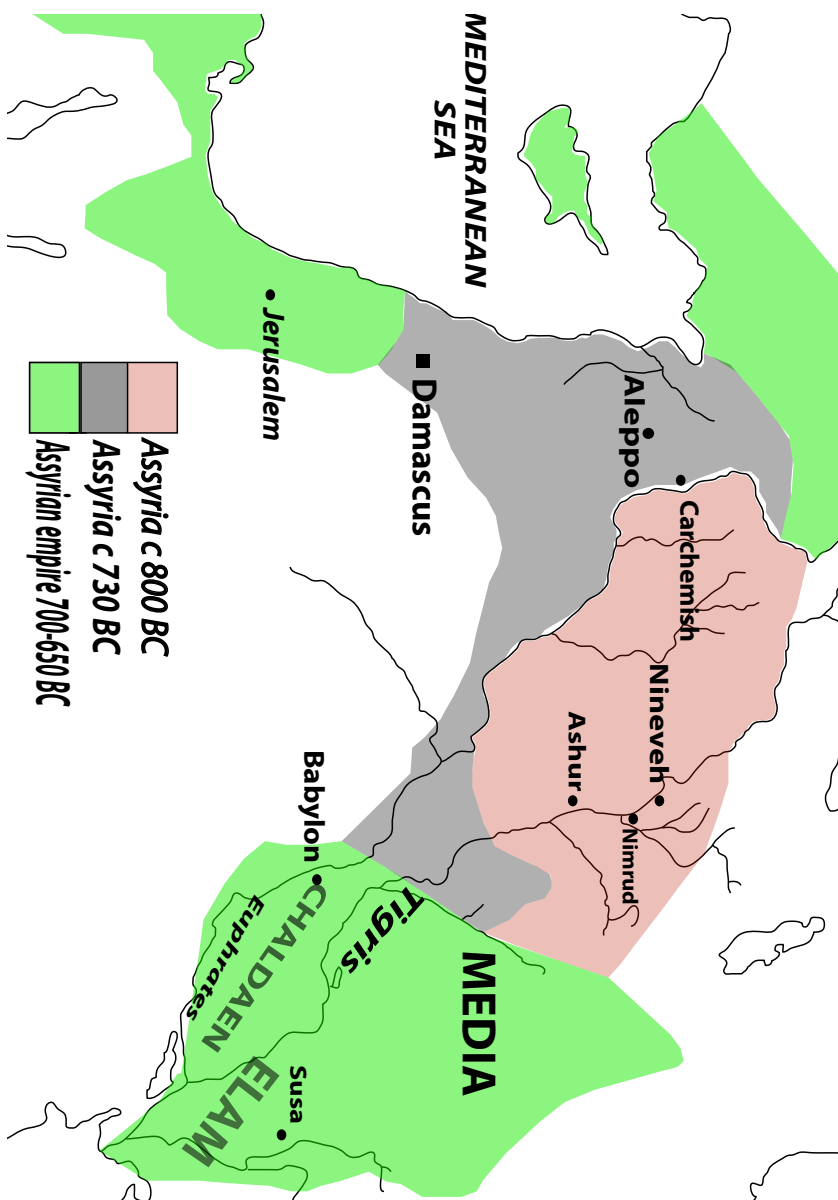 MEDITERRANEAN
SEA
Aleppo
Carchemish
Nineveh
Nimrud
Ashur
Damascus
Jerusalem
MEDIA
Tigris
Babylon
CHALDAEN
Euphrates
Susa
ELAM
Assyria c 800 BC
Assyria c 730 BC
Assyrian empire 700-650 BC